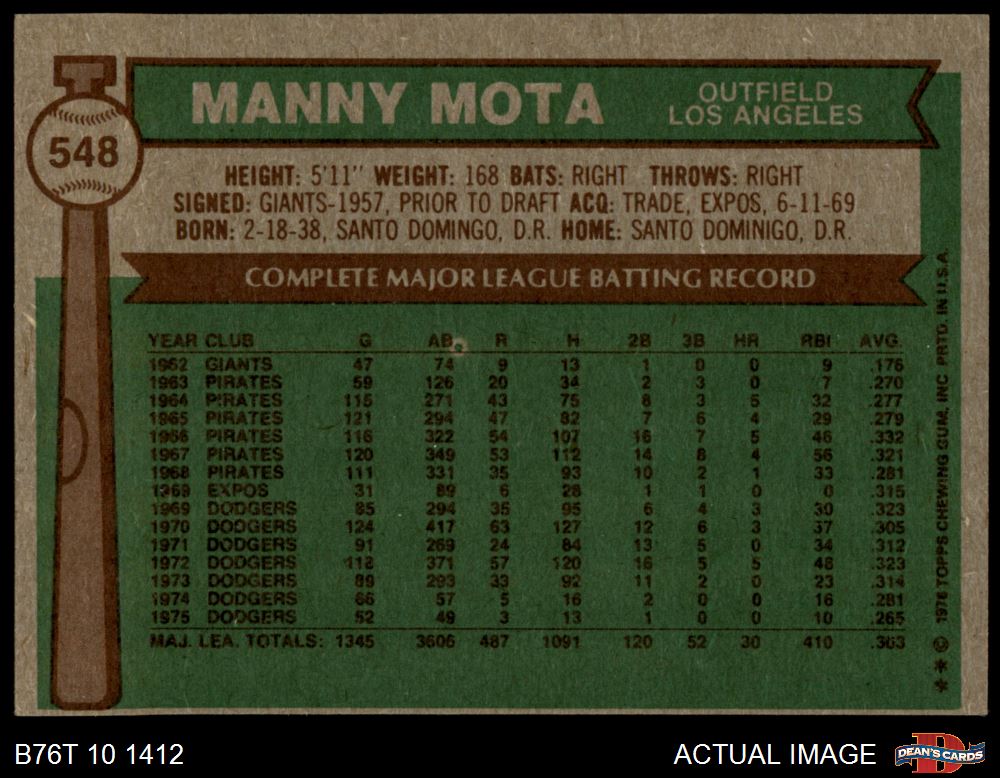 MANNY MOTA
OUTFIELD
LOS ANGELES
548
HEIGHT: 5'11" WEIGHT: 168 BATS: RIGHT THROWS: RIGHT
SIGNED: GIANTS-1957, PRIOR TO DRAFT ACQ: TRADE, EXPOS, 6-11-69
BORN: 2-18-38, SANTO DOMINGO, D.R. HOME: SANTO DOMINIGO, D.R.
COMPLETE MAJOR LEAGUE BATTING RECORD
YEAR CLUB G AB R H 2B 3B HR RBI AVG.
1962 GIANTS 47 74 9 13 1 0 0 9 .176
1963 PIRATES 59 126 20 34 2 3 0 7 .270
1964 PIRATES 115 271 43 75 8 3 5 32 .277
1965 PIRATES 121 294 47 82 7 6 4 29 .279
1966 PIRATES 116 322 54 107 16 7 5 46 .332
1967 PIRATES 120 349 53 112 14 8 4 56 .321
1968 PIRATES 111 331 35 93 10 2 1 33 .281
1969 EXPOS 31 89 6 28 1 1 0 0 .315
1969 DODGERS 85 294 35 95 6 4 3 30 .323
1970 DODGERS 124 417 63 127 12 6 3 37 .305
1971 DODGERS 91 269 24 84 13 5 0 34 .312
1972 DODGERS 118 371 57 120 16 5 5 48 .323
1973 DODGERS 89 293 33 92 11 2 0 23 .314
1974 DODGERS 66 57 5 16 2 0 0 16 .281
1975 DODGERS 52 49 3 13 1 0 0 10 .265
MAJ. LEA. TOTALS: 1345 3606 487 1091 120 52 30 410 .303
** © 1976 TOPPS CHEWING GUM, INC PRTD. IN U.S.A.
B76T 10 1412
ACTUAL IMAGE
DEAN'S CARDS